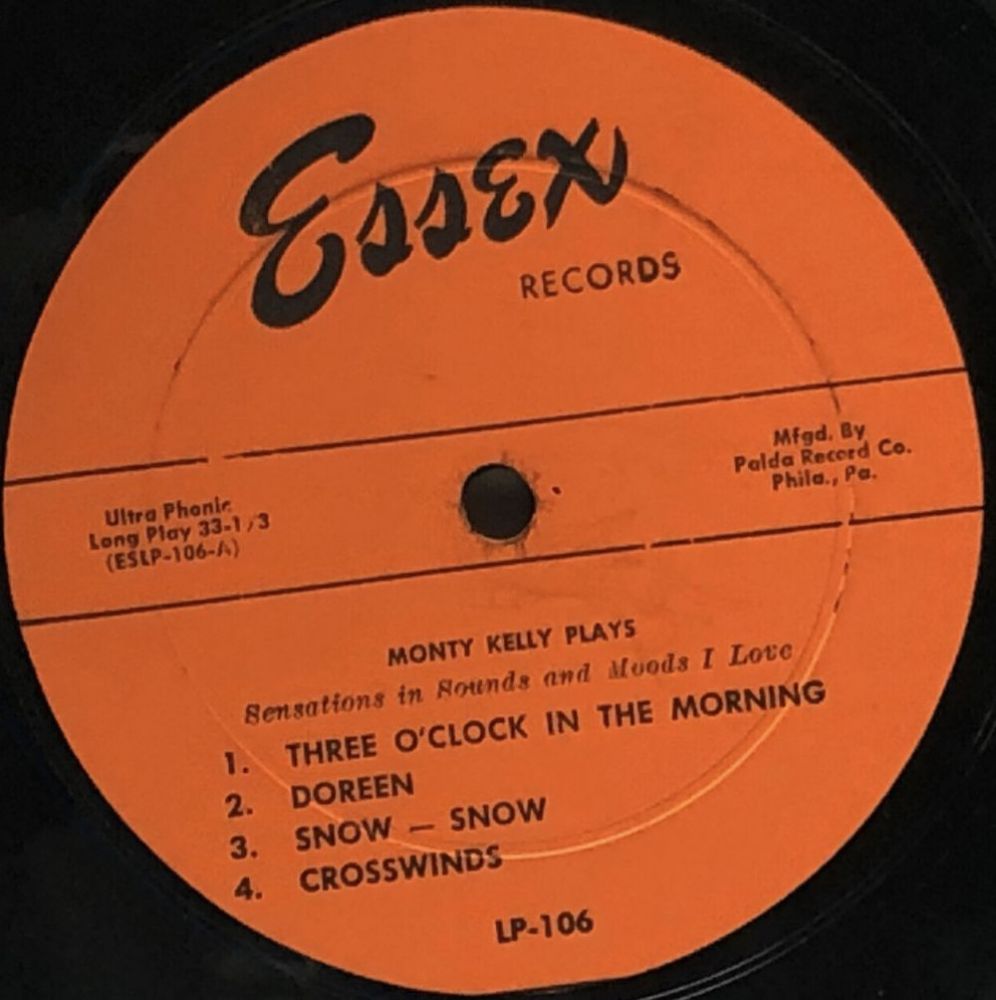 Essex
RECORDS
Mfgd. By
Palda Record Co.
Phila., Pa.
Ultra Phonic
Long Play 33-1/3
(ESLP-106-A)
MONTY KELLY PLAYS
Sensations in Sounds and Moods I Love
1. THREE O'CLOCK IN THE MORNING
2. DOREEN
3. SNOW — SNOW
4. CROSSWINDS
LP-106